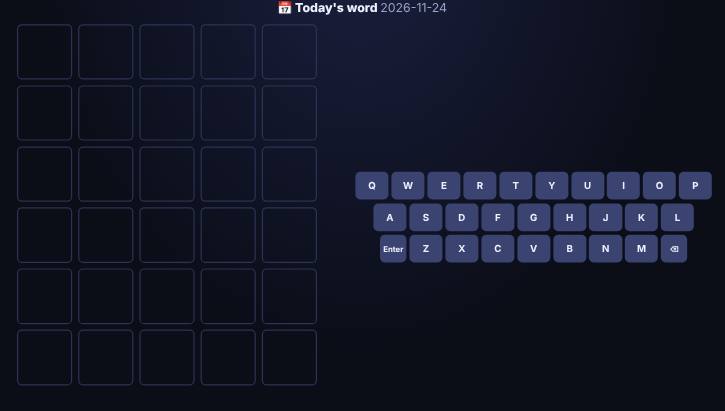 📅 Today's word 2026-11-24
Q W E R T Y U I O P
A S D F G H J K L
Enter Z X C V B N M ⌫